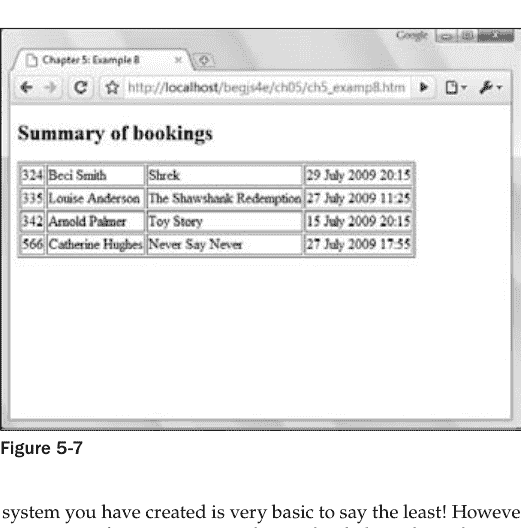 Google
Chapter 5: Example 8
http://localhost/begjs4e/ch05/ch5_examp8.htm
Summary of bookings
324 Beci Smith Shrek 29 July 2009 20:15
335 Louise Anderson The Shawshank Redemption 27 July 2009 11:25
342 Arnold Palmer Toy Story 15 July 2009 20:15
566 Catherine Hughes Never Say Never 27 July 2009 17:55
Figure 5-7
system you have created is very basic to say the least! Howeve